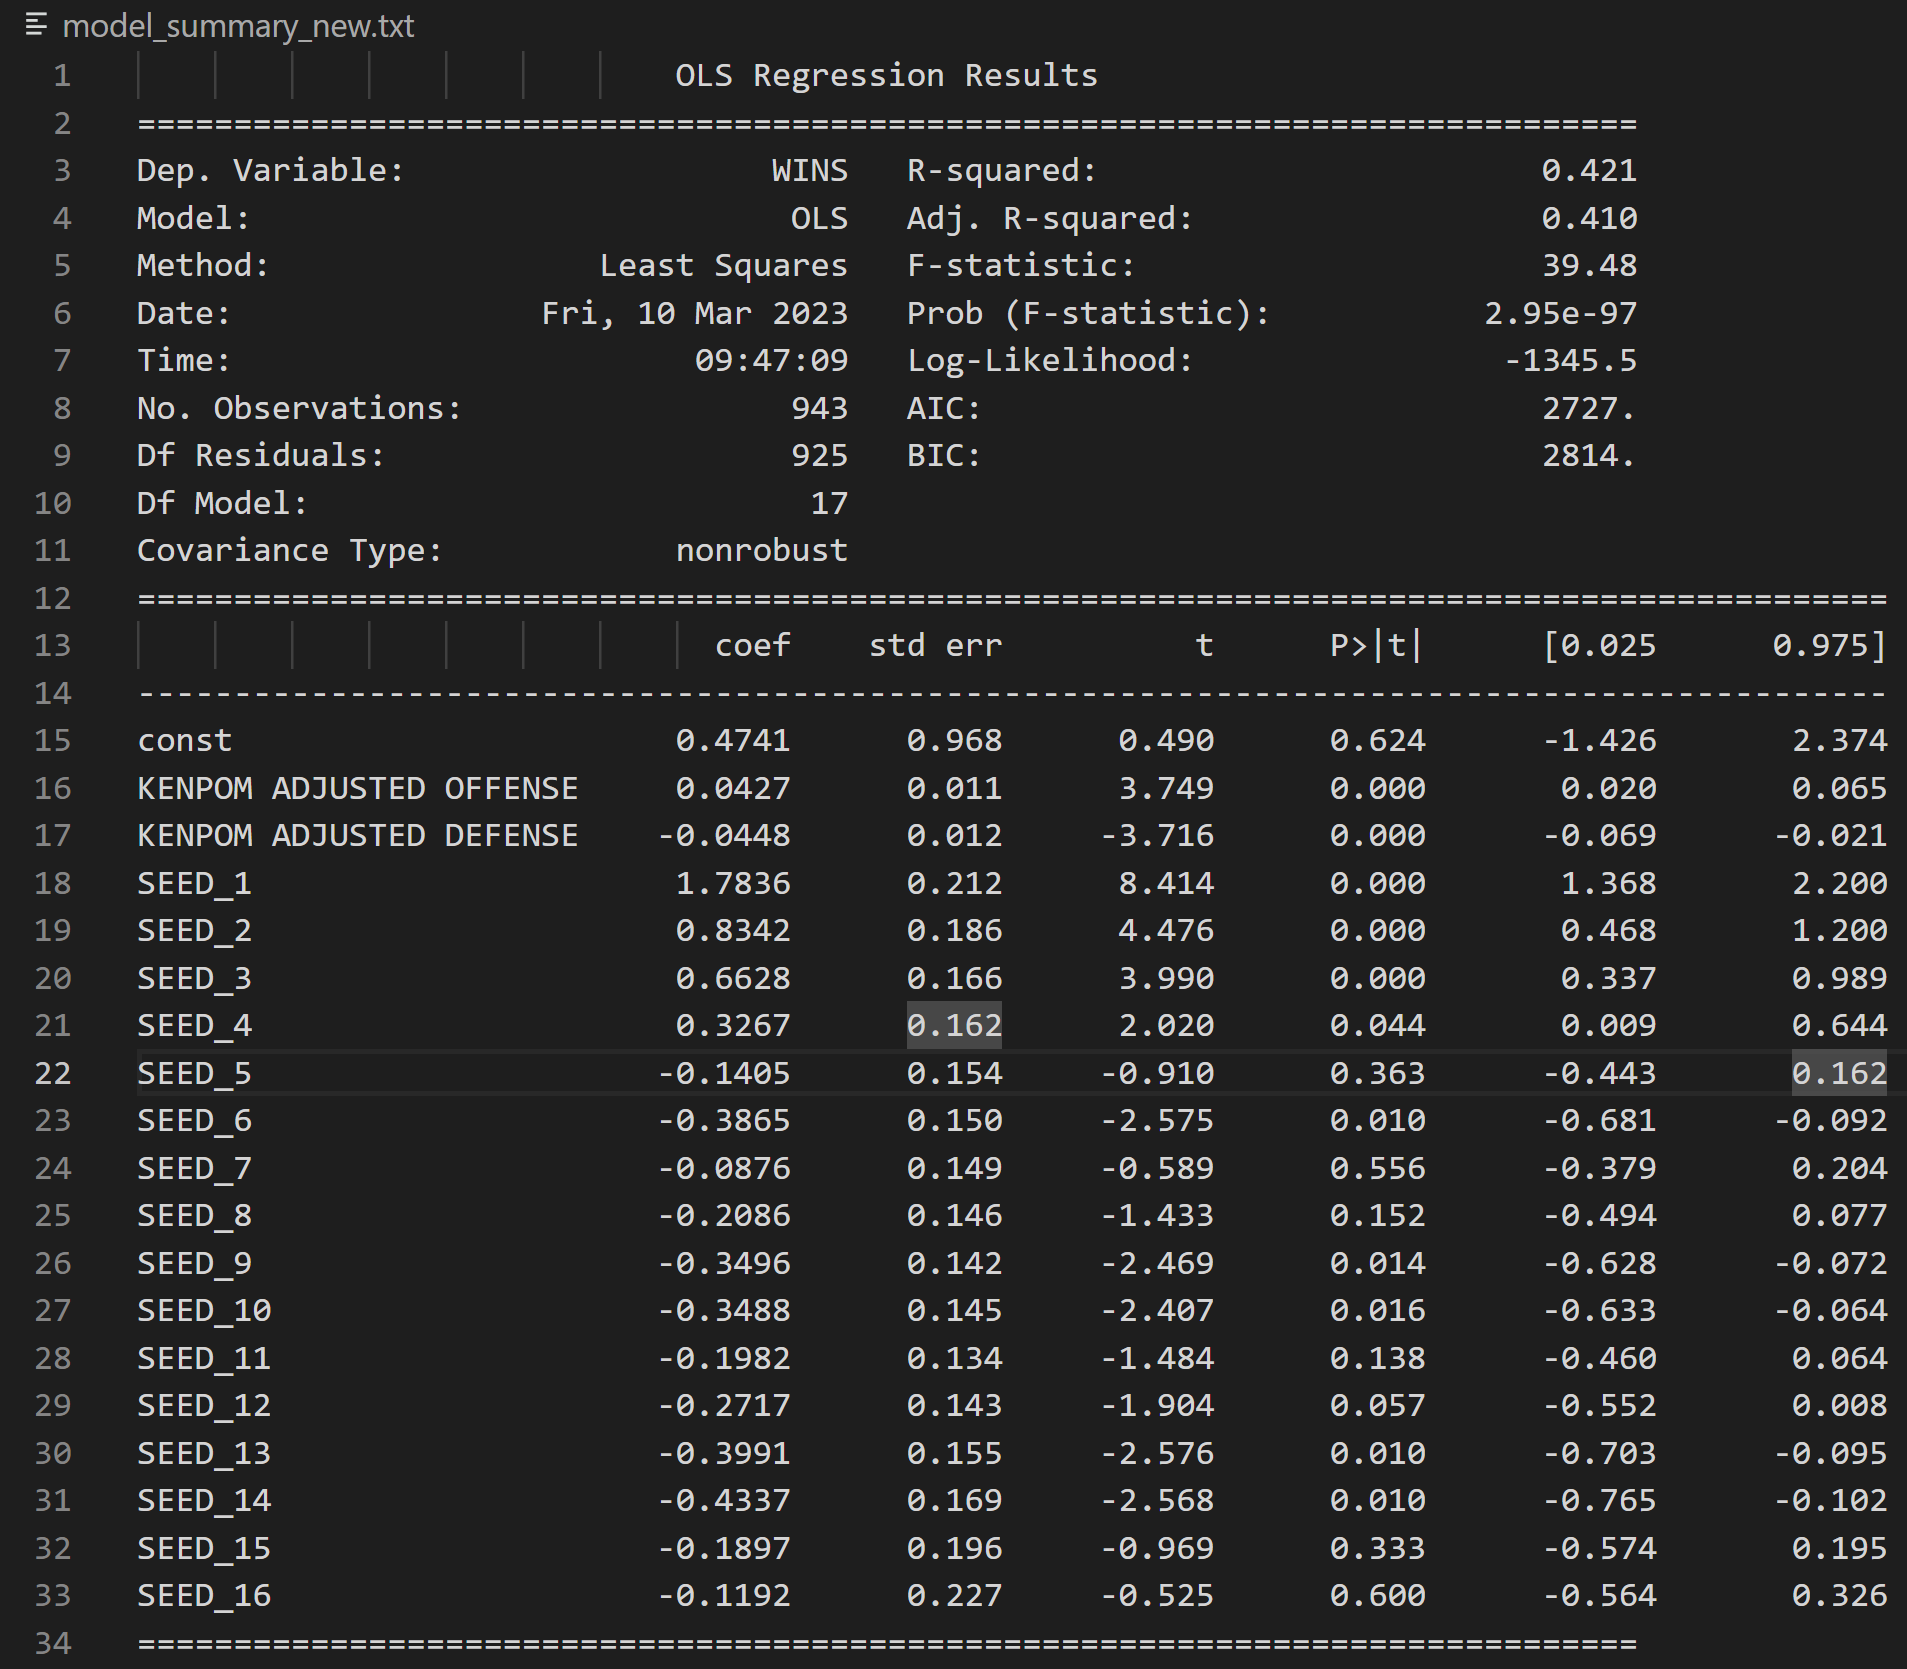 model_summary_new.txt
1 OLS Regression Results
2 ==============================================================================
3 Dep. Variable: WINS R-squared: 0.421
4 Model: OLS Adj. R-squared: 0.410
5 Method: Least Squares F-statistic: 39.48
6 Date: Fri, 10 Mar 2023 Prob (F-statistic): 2.95e-97
7 Time: 09:47:09 Log-Likelihood: -1345.5
8 No. Observations: 943 AIC: 2727.
9 Df Residuals: 925 BIC: 2814.
10 Df Model: 17
11 Covariance Type: nonrobust
12 ===========================================================================================
13 coef std err t P>|t| [0.025 0.975]
14 -------------------------------------------------------------------------------------------
15 const 0.4741 0.968 0.490 0.624 -1.426 2.374
16 KENPOM ADJUSTED OFFENSE 0.0427 0.011 3.749 0.000 0.020 0.065
17 KENPOM ADJUSTED DEFENSE -0.0448 0.012 -3.716 0.000 -0.069 -0.021
18 SEED_1 1.7836 0.212 8.414 0.000 1.368 2.200
19 SEED_2 0.8342 0.186 4.476 0.000 0.468 1.200
20 SEED_3 0.6628 0.166 3.990 0.000 0.337 0.989
21 SEED_4 0.3267 0.162 2.020 0.044 0.009 0.644
22 SEED_5 -0.1405 0.154 -0.910 0.363 -0.443 0.162
23 SEED_6 -0.3865 0.150 -2.575 0.010 -0.681 -0.092
24 SEED_7 -0.0876 0.149 -0.589 0.556 -0.379 0.204
25 SEED_8 -0.2086 0.146 -1.433 0.152 -0.494 0.077
26 SEED_9 -0.3496 0.142 -2.469 0.014 -0.628 -0.072
27 SEED_10 -0.3488 0.145 -2.407 0.016 -0.633 -0.064
28 SEED_11 -0.1982 0.134 -1.484 0.138 -0.460 0.064
29 SEED_12 -0.2717 0.143 -1.904 0.057 -0.552 0.008
30 SEED_13 -0.3991 0.155 -2.576 0.010 -0.703 -0.095
31 SEED_14 -0.4337 0.169 -2.568 0.010 -0.765 -0.102
32 SEED_15 -0.1897 0.196 -0.969 0.333 -0.574 0.195
33 SEED_16 -0.1192 0.227 -0.525 0.600 -0.564 0.326
34 ==============================================================================